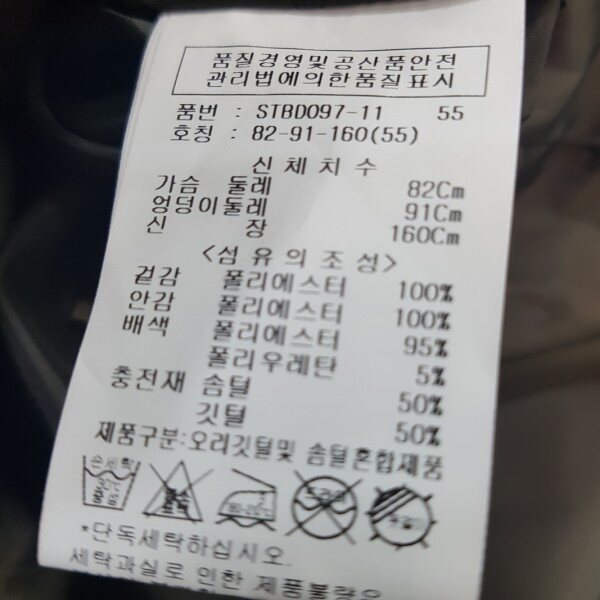 품질경영및공산품안전
관리법에의한품질표시
품번 : STBD097-11 55
호칭 : 82-91-160(55)
신체치수
가슴 둘레 82Cm
엉덩이둘레 91Cm
신 장 160Cm
<섬유의조성>
겉감 폴리에스터 100%
안감 폴리에스터 100%
배색 폴리에스터 95%
폴리우레탄 5%
충전재 솜털 50%
깃털 50%
제품구분:오리깃털및 솜털혼합제품
손세탁
*단독세탁하십시오.
세탁과실로 인한 제품불량은